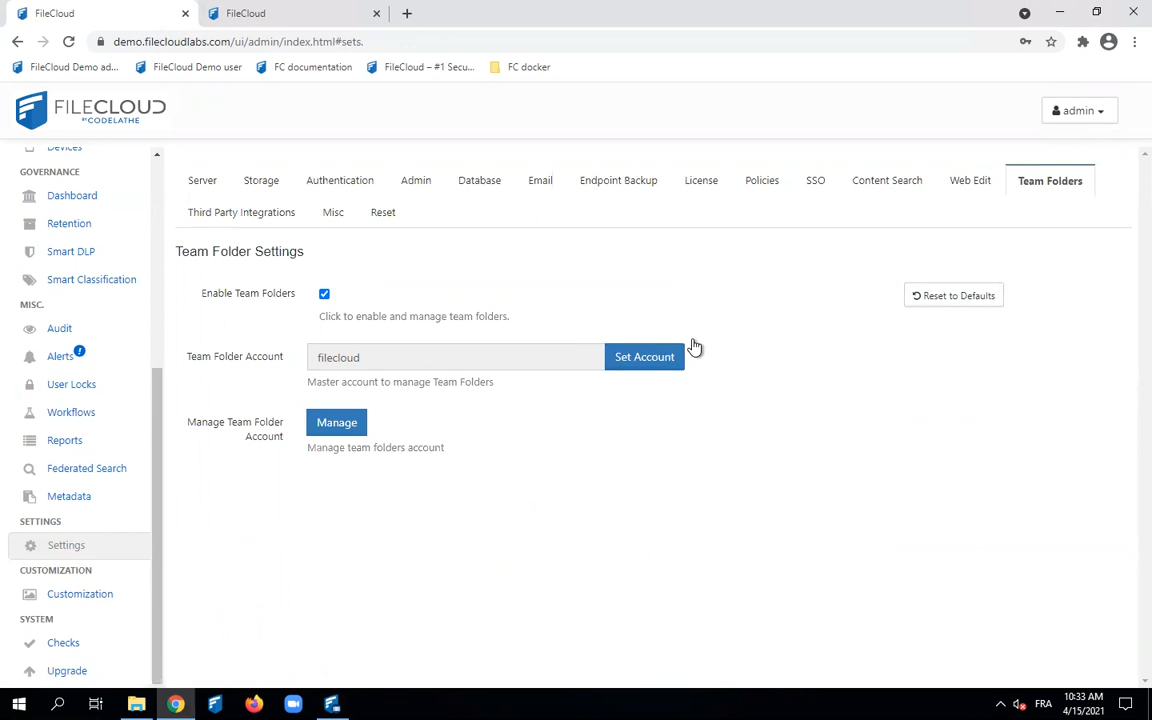 FileCloud
FileCloud
demo.filecloudlabs.com/ui/admin/index.html#sets.
FileCloud Demo ad...
FileCloud Demo user
FC documentation
FileCloud – #1 Secu...
FC docker
FILECLOUD
BY CODELATHE
admin
Devices
GOVERNANCE
Dashboard
Retention
Smart DLP
Smart Classification
MISC.
Audit
Alerts !
User Locks
Workflows
Reports
Federated Search
Metadata
SETTINGS
Settings
CUSTOMIZATION
Customization
SYSTEM
Checks
Upgrade
Server Storage Authentication Admin Database Email Endpoint Backup License Policies SSO Content Search Web Edit Team Folders
Third Party Integrations Misc Reset
Team Folder Settings
Enable Team Folders
Reset to Defaults
Click to enable and manage team folders.
Team Folder Account filecloud Set Account
Master account to manage Team Folders
Manage Team Folder
Account
Manage
Manage team folders account
FRA
10:33 AM
4/15/2021